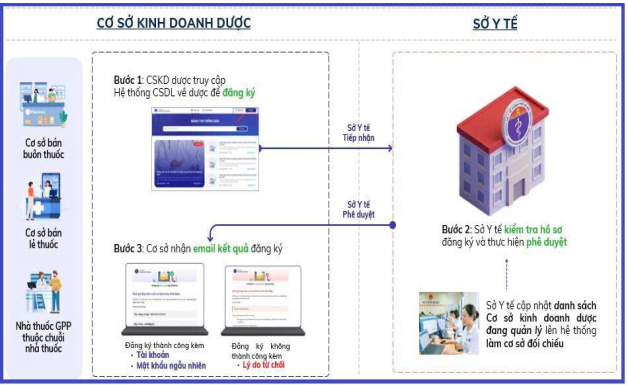 CƠ SỞ KINH DOANH DƯỢC
SỞ Y TẾ
Cơ sở bán
buôn thuốc
Cơ sở bán
lẻ thuốc
Nhà thuốc GPP
thuộc chuỗi
nhà thuốc
Bước 1: CSKD dược truy cập
Hệ thống CSDL về dược để đăng ký
Sở Y tế
Tiếp nhận
Sở Y tế
Phê duyệt
Bước 2: Sở Y tế kiểm tra hồ sơ
đăng ký và thực hiện phê duyệt
Bước 3: Cơ sở nhận email kết quả đăng ký
Đăng ký thành công kèm
• Tài khoản
• Mật khẩu ngẫu nhiên
Đăng ký không
thành công kèm
• Lý do từ chối
Sở Y tế cập nhật danh sách
Cơ sở kinh doanh dược
đang quản lý lên hệ thống
làm cơ sở đối chiếu